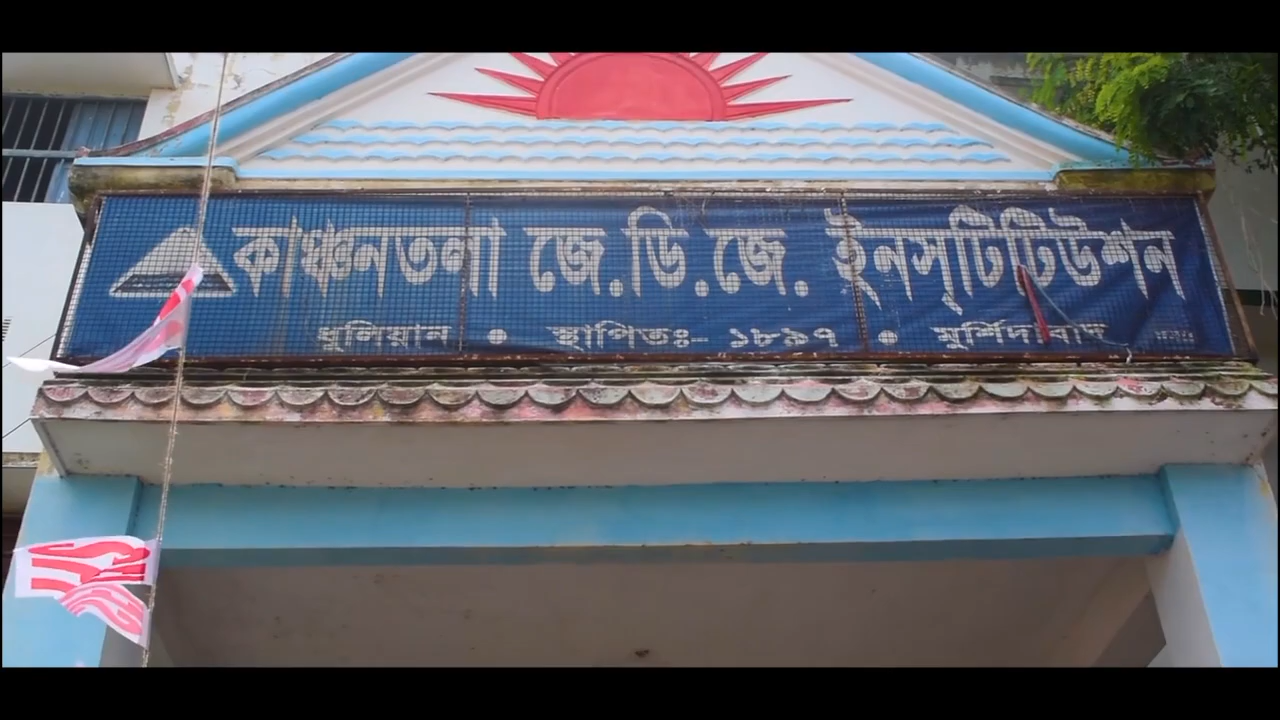 কাঞ্চনতলা জে.ডি.জে. ইনস্টিটিউশন
ধুলিয়ান • স্থাপিতঃ- ১৮৯৭ • মুর্শিদাবাদ